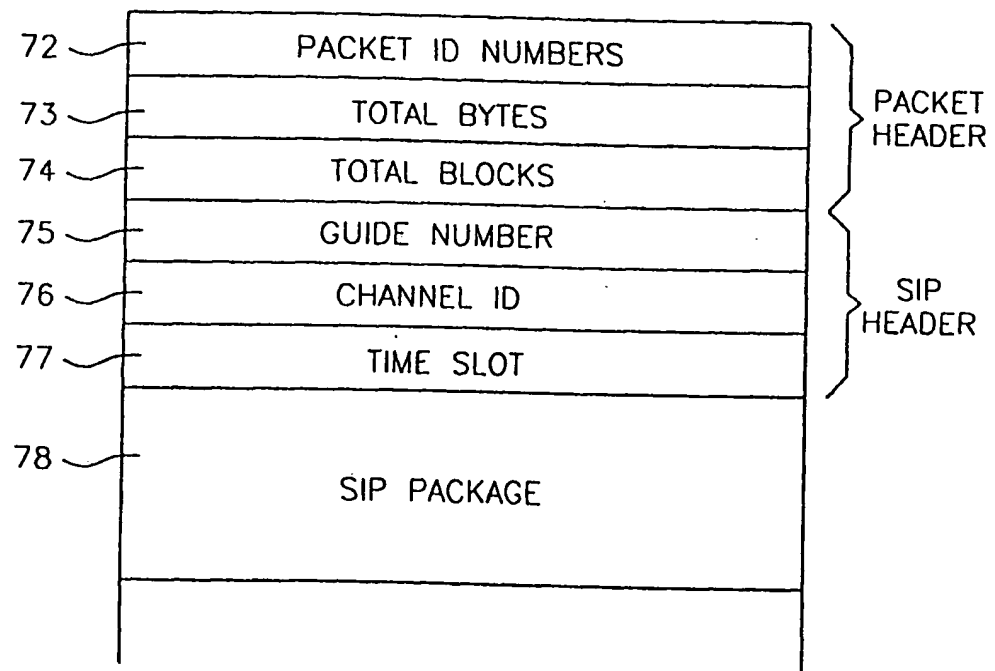 72 PACKET ID NUMBERS
73 TOTAL BYTES
74 TOTAL BLOCKS
PACKET
HEADER
75 GUIDE NUMBER
76 CHANNEL ID
77 TIME SLOT
SIP
HEADER
78 SIP PACKAGE